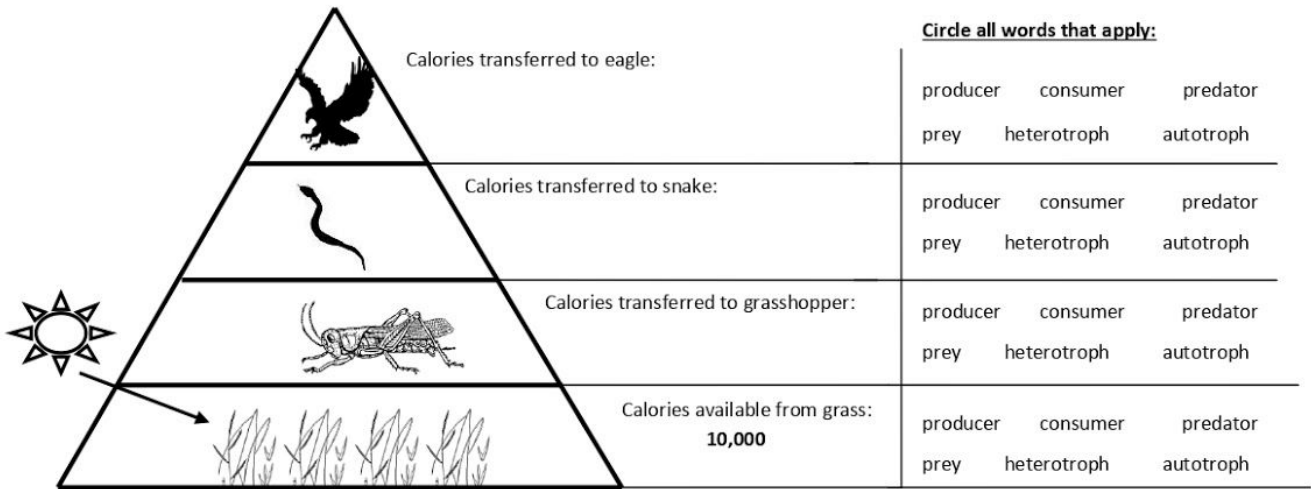 Circle all words that apply:
Calories transferred to eagle:
producer consumer predator
prey heterotroph autotroph
Calories transferred to snake:
producer consumer predator
prey heterotroph autotroph
Calories transferred to grasshopper:
producer consumer predator
prey heterotroph autotroph
Calories available from grass:
10,000
producer consumer predator
prey heterotroph autotroph